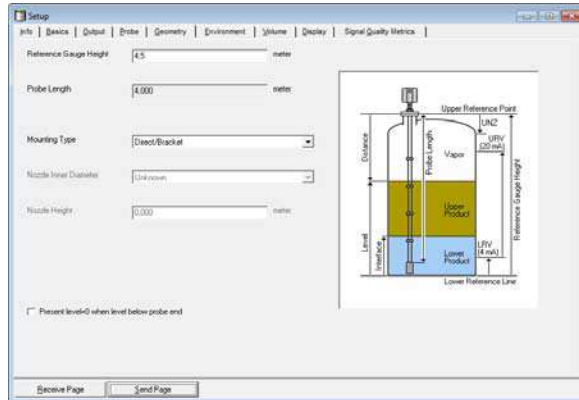 Setup
Info Basics Output Probe Geometry Environment Volume Display Signal Quality Metrics
Reference Gauge Height 4.5 meter
Probe Length 4.000 meter
Mounting Type Direct/Bracket
Nozzle Inner Diameter Unknown
Nozzle Height 0.000 meter
Present level=0 when level below probe end
Upper Reference Point
UNZ
URV
(20 mA)
Vapor
Distance
Probe Length
Reference Gauge Height
Upper
Product
Level
Interface
Lower
Product
LRV
(4 mA)
Lower Reference Line
Receive Page Send Page